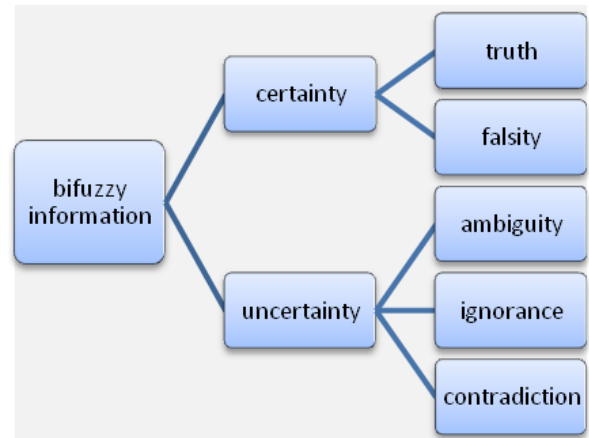 bifuzzy
information
certainty
truth
falsity
uncertainty
ambiguity
ignorance
contradiction